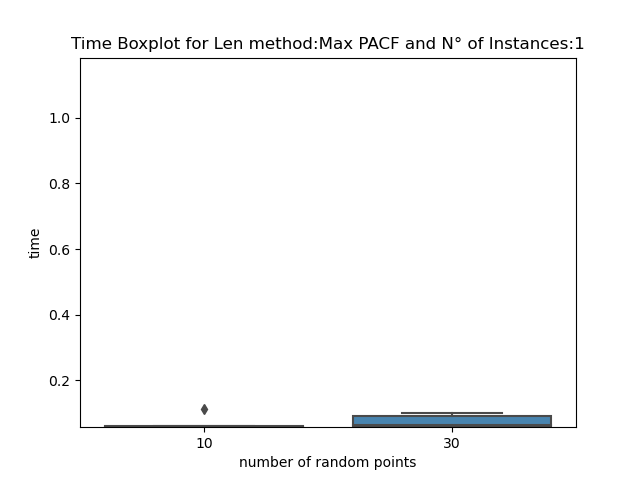 Time Boxplot for Len method:Max PACF and N° of Instances:1
1.0
0.8
0.6
0.4
0.2
time
10 30
number of random points